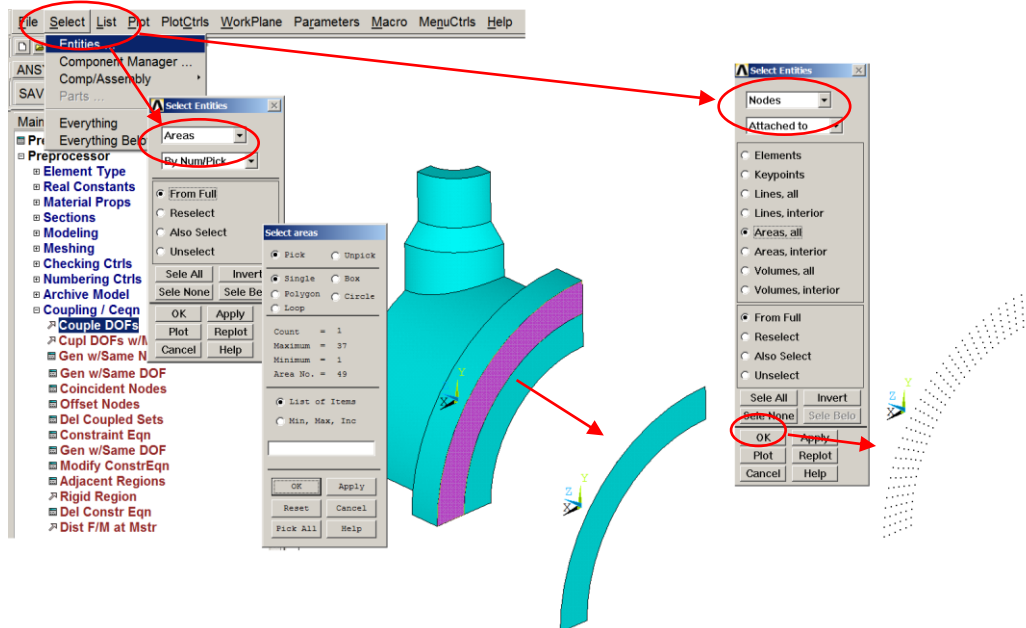 File Select List Plot PlotCtrls WorkPlane Parameters Macro MenuCtrls Help
Entities ...
Component Manager ...
Comp/Assembly
Parts ...
Everything
Everything Belo
ANS
SAV
Main
Pre
Preprocessor
Element Type
Real Constants
Material Props
Sections
Modeling
Meshing
Checking Ctrls
Numbering Ctrls
Archive Model
Coupling / Ceqn
Couple DOFs
Cupl DOFs w/M
Gen w/Same N
Gen w/Same DOF
Coincident Nodes
Offset Nodes
Del Coupled Sets
Constraint Eqn
Gen w/Same DOF
Modify ConstrEqn
Adjacent Regions
Rigid Region
Del Constr Eqn
Dist F/M at Mstr
Select Entities
Areas
By Num/Pick
From Full
Reselect
Also Select
Unselect
Sele All Invert
Sele None Sele Be
OK Apply
Plot Replot
Cancel Help
Select areas
Pick Unpick
Single Box
Polygon Circle
Loop
Count = 1
Maximum = 37
Minimum = 1
Area No. = 49
List of Items
Min, Max, Inc
OK Apply
Reset Cancel
Pick All Help
Y
X
Y
Z
X
Select Entities
Nodes
Attached to
Elements
Keypoints
Lines, all
Lines, interior
Areas, all
Areas, interior
Volumes, all
Volumes, interior
From Full
Reselect
Also Select
Unselect
Sele All Invert
Sele None Sele Belo
OK Apply
Plot Replot
Cancel Help
Y
Z
X